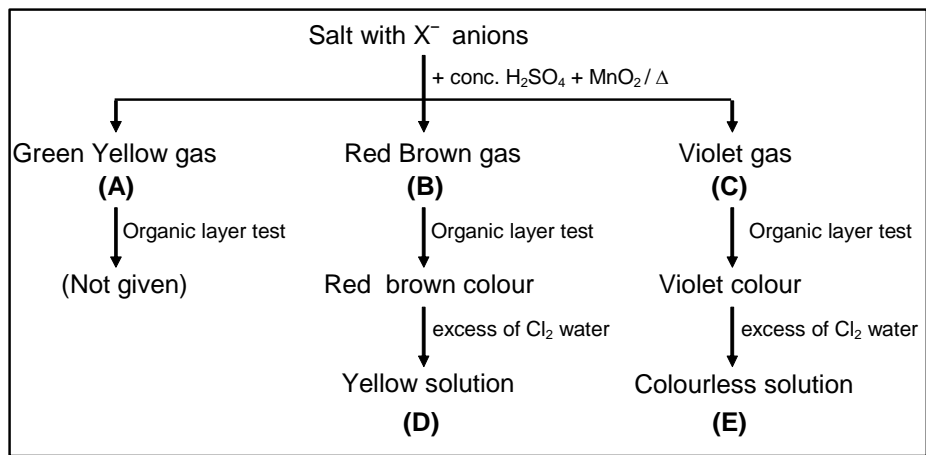 Salt with X⁻ anions
+ conc. H₂SO₄ + MnO₂ / Δ
Green Yellow gas Red Brown gas Violet gas
(A) (B) (C)
Organic layer test Organic layer test Organic layer test
(Not given) Red brown colour Violet colour
excess of Cl₂ water excess of Cl₂ water
Yellow solution Colourless solution
(D) (E)